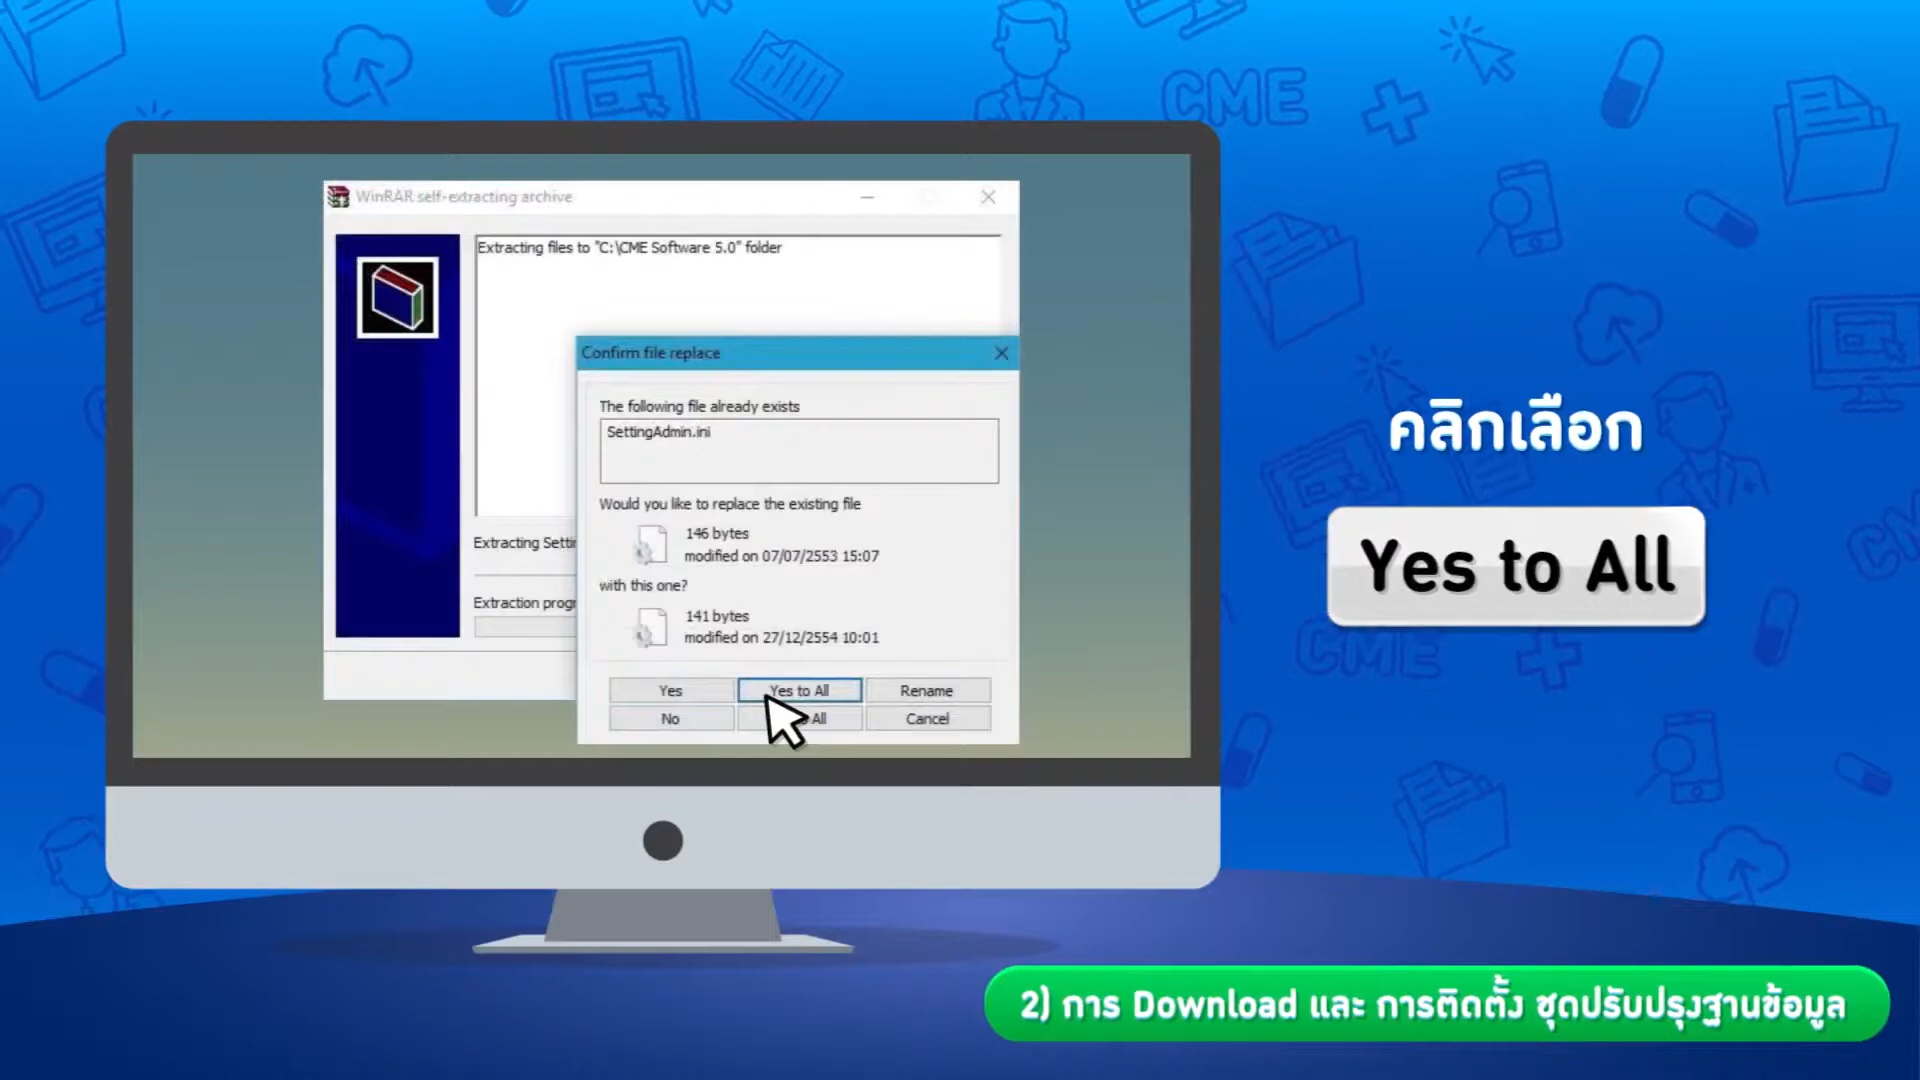 CME
WinRAR self-extracting archive
Extracting files to "C:\CME Software 5.0" folder
Confirm file replace
The following file already exists
SettingAdmin.ini
Would you like to replace the existing file
146 bytes
modified on 07/07/2553 15:07
with this one?
141 bytes
modified on 27/12/2554 10:01
Extracting
Extraction
Yes
Yes to All
Rename
No
All
Cancel
คลิกเลือก
Yes to All
CME
2) การ Download และ การติดตั้ง ชุดปรับปรุงฐานข้อมูล